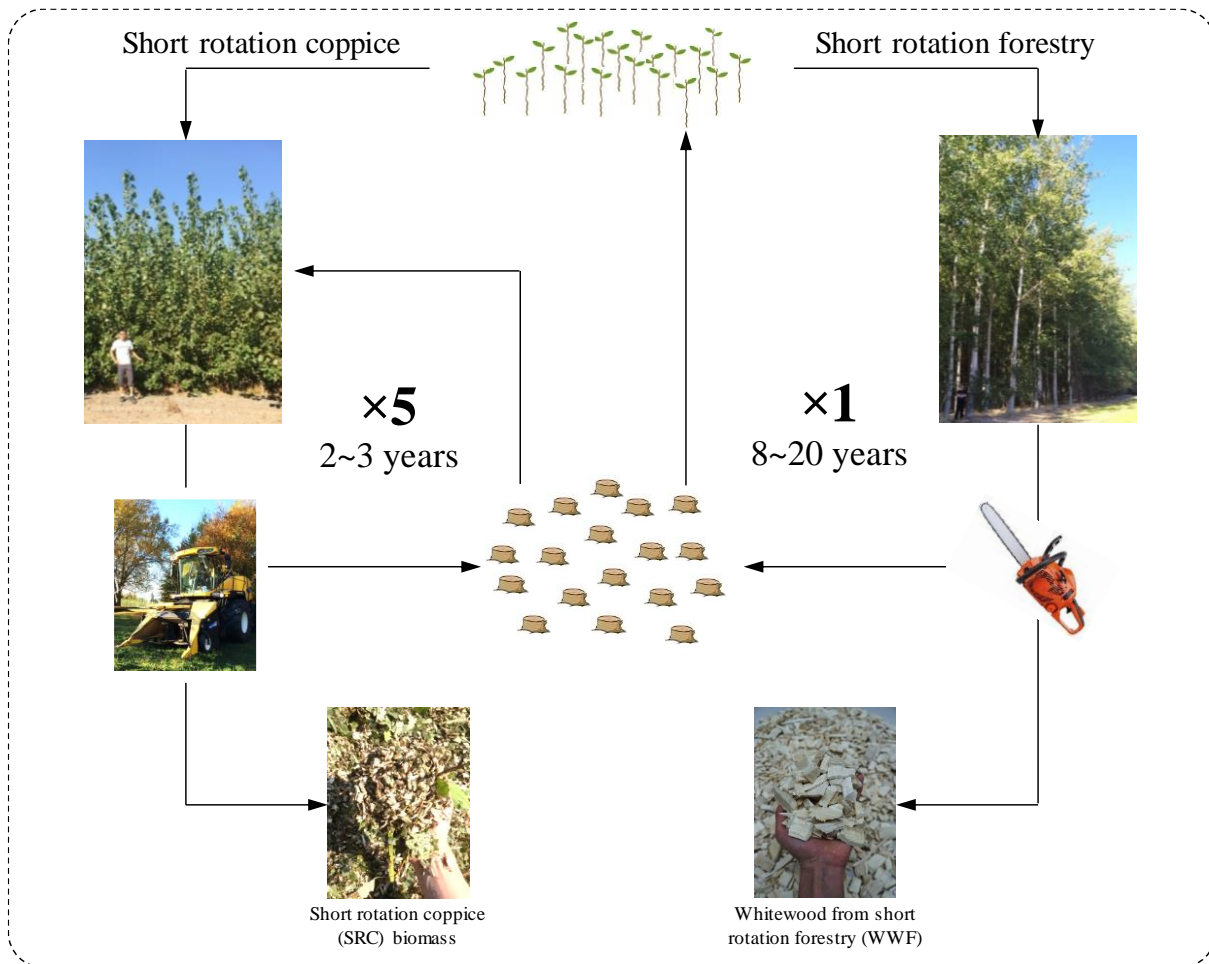 Short rotation coppice
Short rotation forestry
×5
2~3 years
×1
8~20 years
Short rotation coppice
(SRC) biomass
Whitewood from short
rotation forestry (WWF)